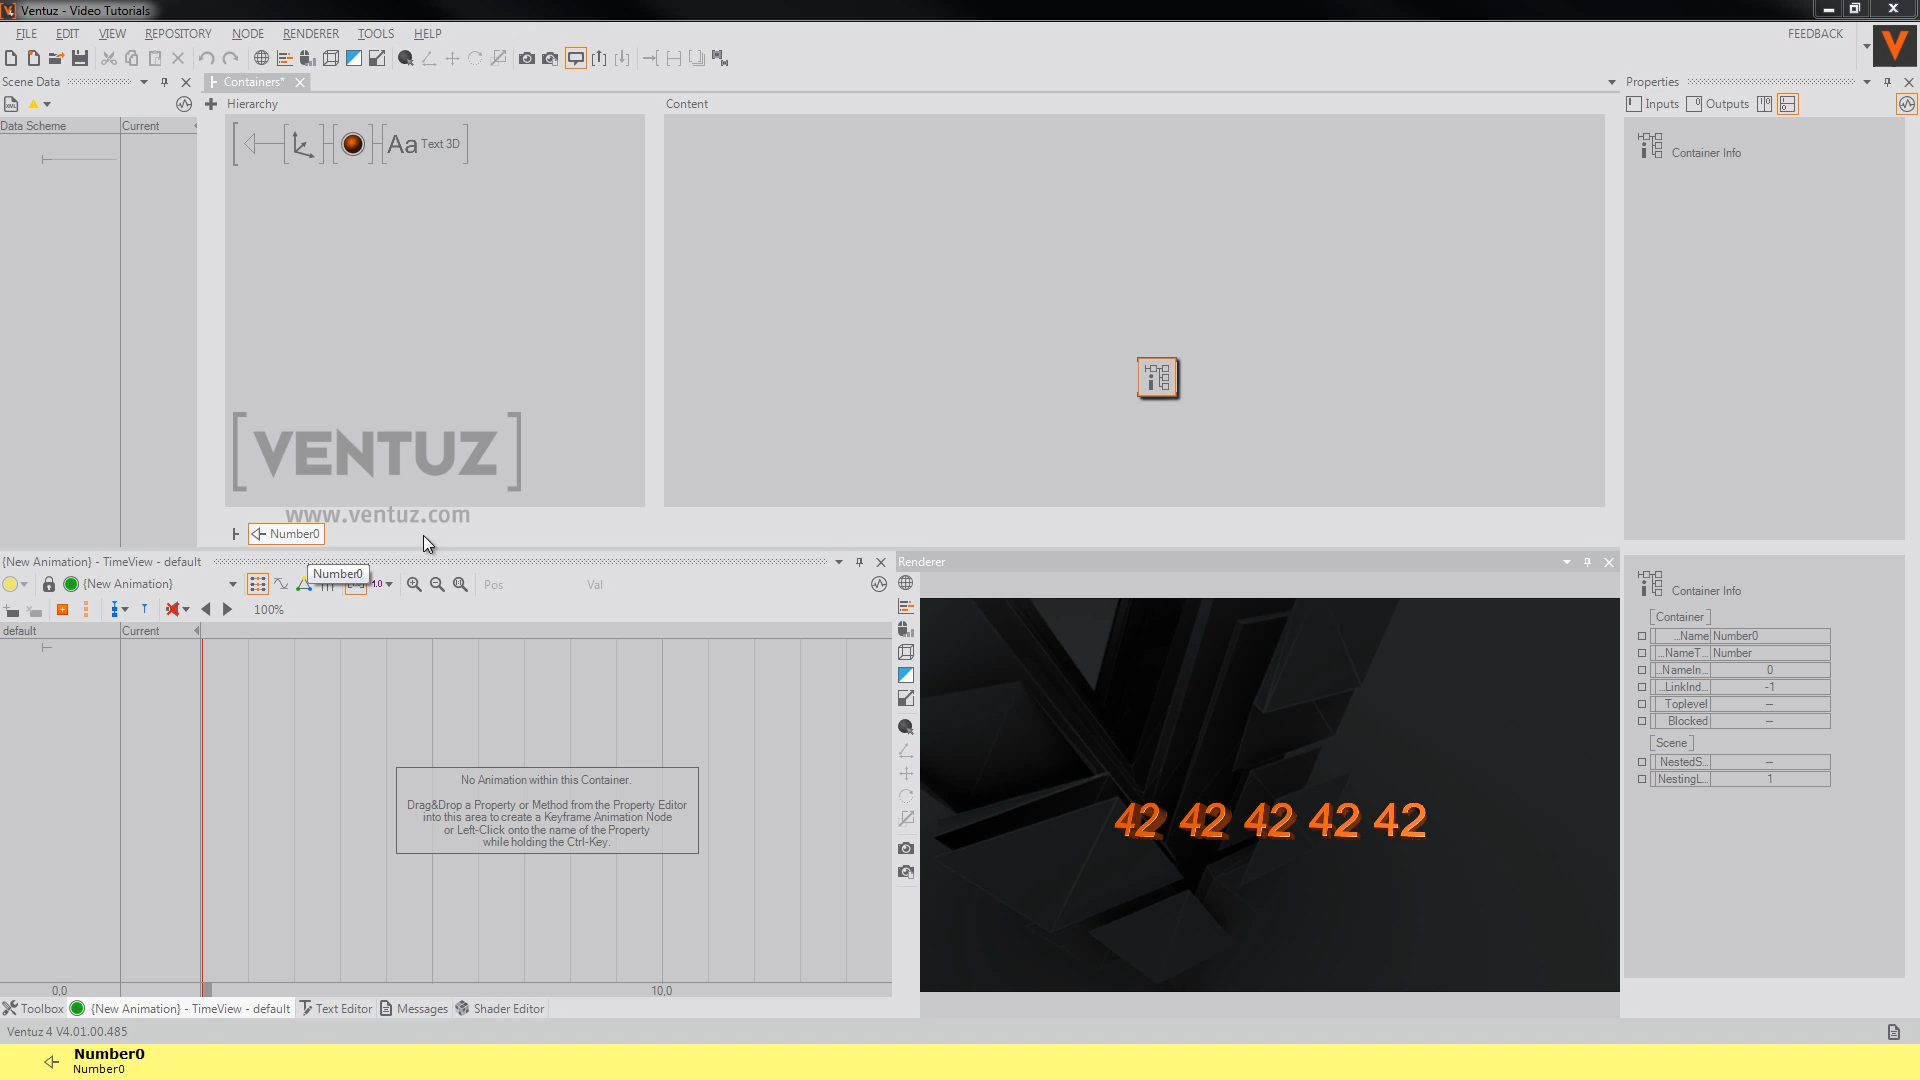 Ventuz - Video Tutorials
FILE EDIT VIEW REPOSITORY NODE RENDERER TOOLS HELP
FEEDBACK
Scene Data
Containers*
Properties
Hierarchy
Content
Inputs Outputs
Data Scheme Current
Aa Text 3D
Container Info
VENTUZ
www.ventuz.com
Number0
{New Animation} - TimeView - default
Renderer
{New Animation}
Number0
1.0
Pos
Val
100%
default Current
Container Info
Container
...Name Number0
...NameT... Number
...NameIn... 0
...LinkInd... -1
Toplevel –
Blocked –
Scene
NestedS... –
NestingL... 1
No Animation within this Container.
Drag&Drop a Property or Method from the Property Editor
into this area to create a Keyframe Animation Node
or Left-Click onto the name of the Property
while holding the Ctrl-Key.
42 42 42 42 42
0,0
10,0
Toolbox {New Animation} - TimeView - default Text Editor Messages Shader Editor
Ventuz 4 V4.01.00.485
Number0
Number0